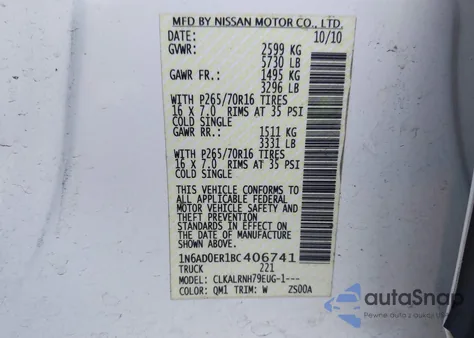 MFD BY NISSAN MOTOR CO., LTD.
DATE: 10/10
GVWR: 2599 KG
5730 LB
GAWR FR.: 1495 KG
3296 LB
WITH P265/70R16 TIRES
16 X 7.0 RIMS AT 35 PSI
COLD SINGLE
GAWR RR.: 1511 KG
3331 LB
WITH P265/70R16 TIRES
16 X 7.0 RIMS AT 35 PSI
COLD SINGLE
THIS VEHICLE CONFORMS TO
ALL APPLICABLE FEDERAL
MOTOR VEHICLE SAFETY AND
THEFT PREVENTION
STANDARDS IN EFFECT ON
THE DATE OF MANUFACTURE
SHOWN ABOVE.
1N6AD0ER1BC406741
TRUCK 221
MODEL: CLKALRNH79EUG-1---
COLOR: QM1 TRIM: W ZS00A
autoSnap
Pewne auto z USA i Kanady